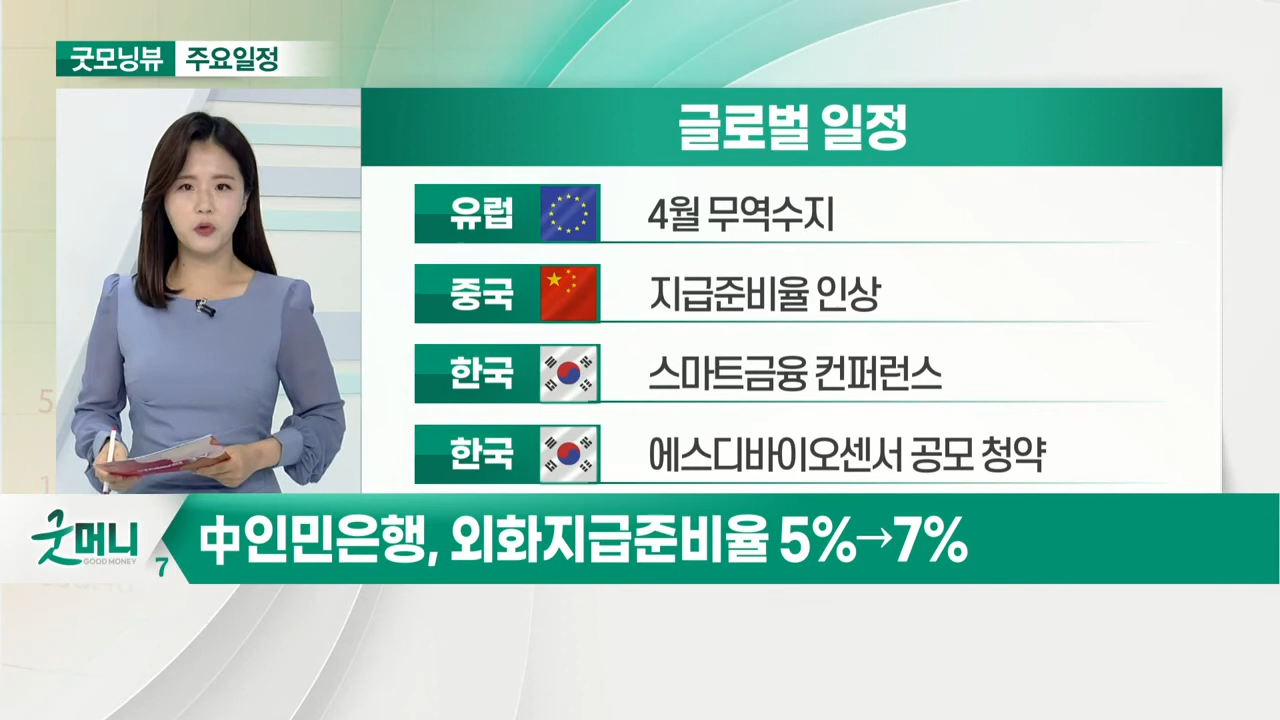 굿모닝뷰 주요일정
글로벌 일정
유럽 4월 무역수지
중국 지급준비율 인상
한국 스마트금융 컨퍼런스
한국 에스디바이오센서 공모 청약
5
1
굿머니
GOOD MONEY
7
中인민은행, 외화지급준비율 5%→7%